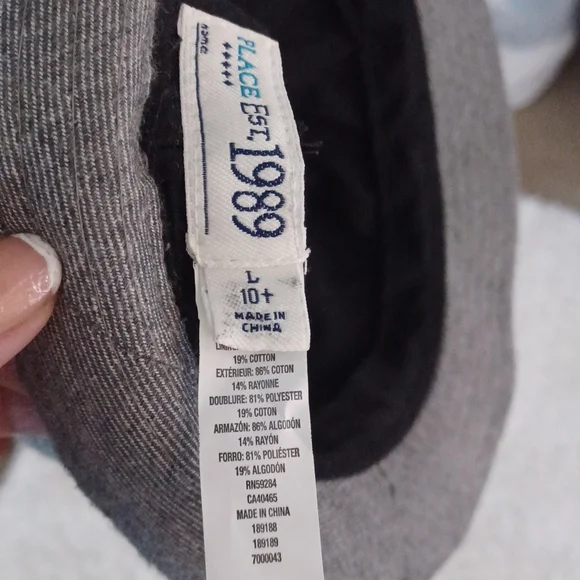 PLACE EST.
1989
name
L
10+
MADE IN
CHINA
19% COTTON
EXTÉRIEUR: 86% COTON
14% RAYONNE
DOUBLURE: 81% POLYESTER
19% COTON
ARMAZÓN: 86% ALGODÓN
14% RAYÓN
FORRO: 81% POLIÉSTER
19% ALGODÓN
RN59284
CA40465
MADE IN CHINA
189188
189189
7000043